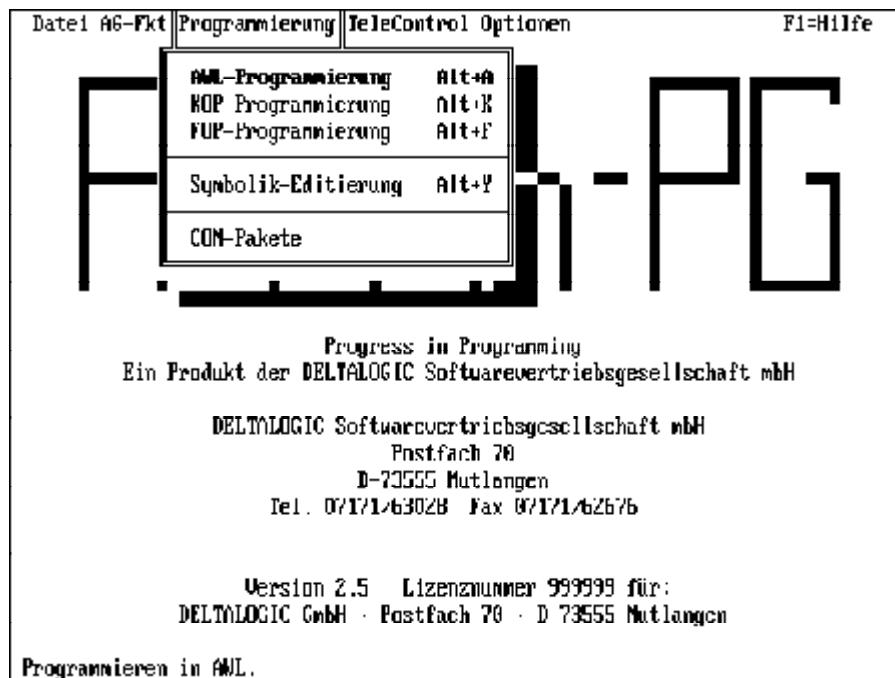 Datei AG-Fkt Programmierung TeleControl Optionen F1=Hilfe
AWL-Programmierung Alt+A
KOP Programmierung Alt+K
FUP-Programmierung Alt+F
Symbolik-Editierung Alt+Y
COM-Pakete
-PG
Progress in Programming
Ein Produkt der DELTALOGIC Softwarevertriebsgesellschaft mbH
DELTALOGIC Softwarevertriebsgesellschaft mbH
Postfach 70
D-73555 Mutlangen
Tel. 07171/63028 Fax 07171/62676
Version 2.5 Lizenznummer 999999 für:
DELTALOGIC GmbH · Postfach 70 · D 73555 Mutlangen
Programmieren in AWL.